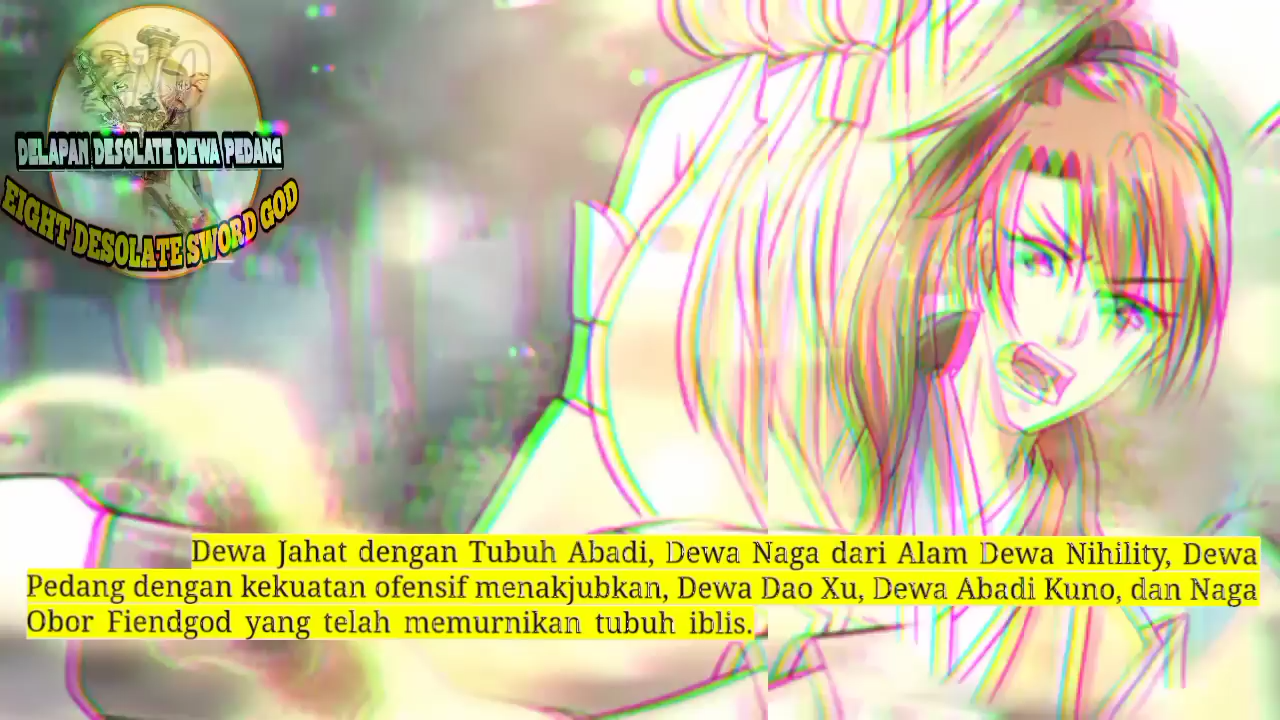 DELAPAN DESOLATE DEWA PEDANG
EIGHT DESOLATE SWORD GOD
Dewa Jahat dengan Tubuh Abadi, Dewa Naga dari Alam Dewa Nihility, Dewa
Pedang dengan kekuatan ofensif menakjubkan, Dewa Dao Xu, Dewa Abadi Kuno, dan Naga
Obor Fiendgod yang telah memurnikan tubuh iblis.